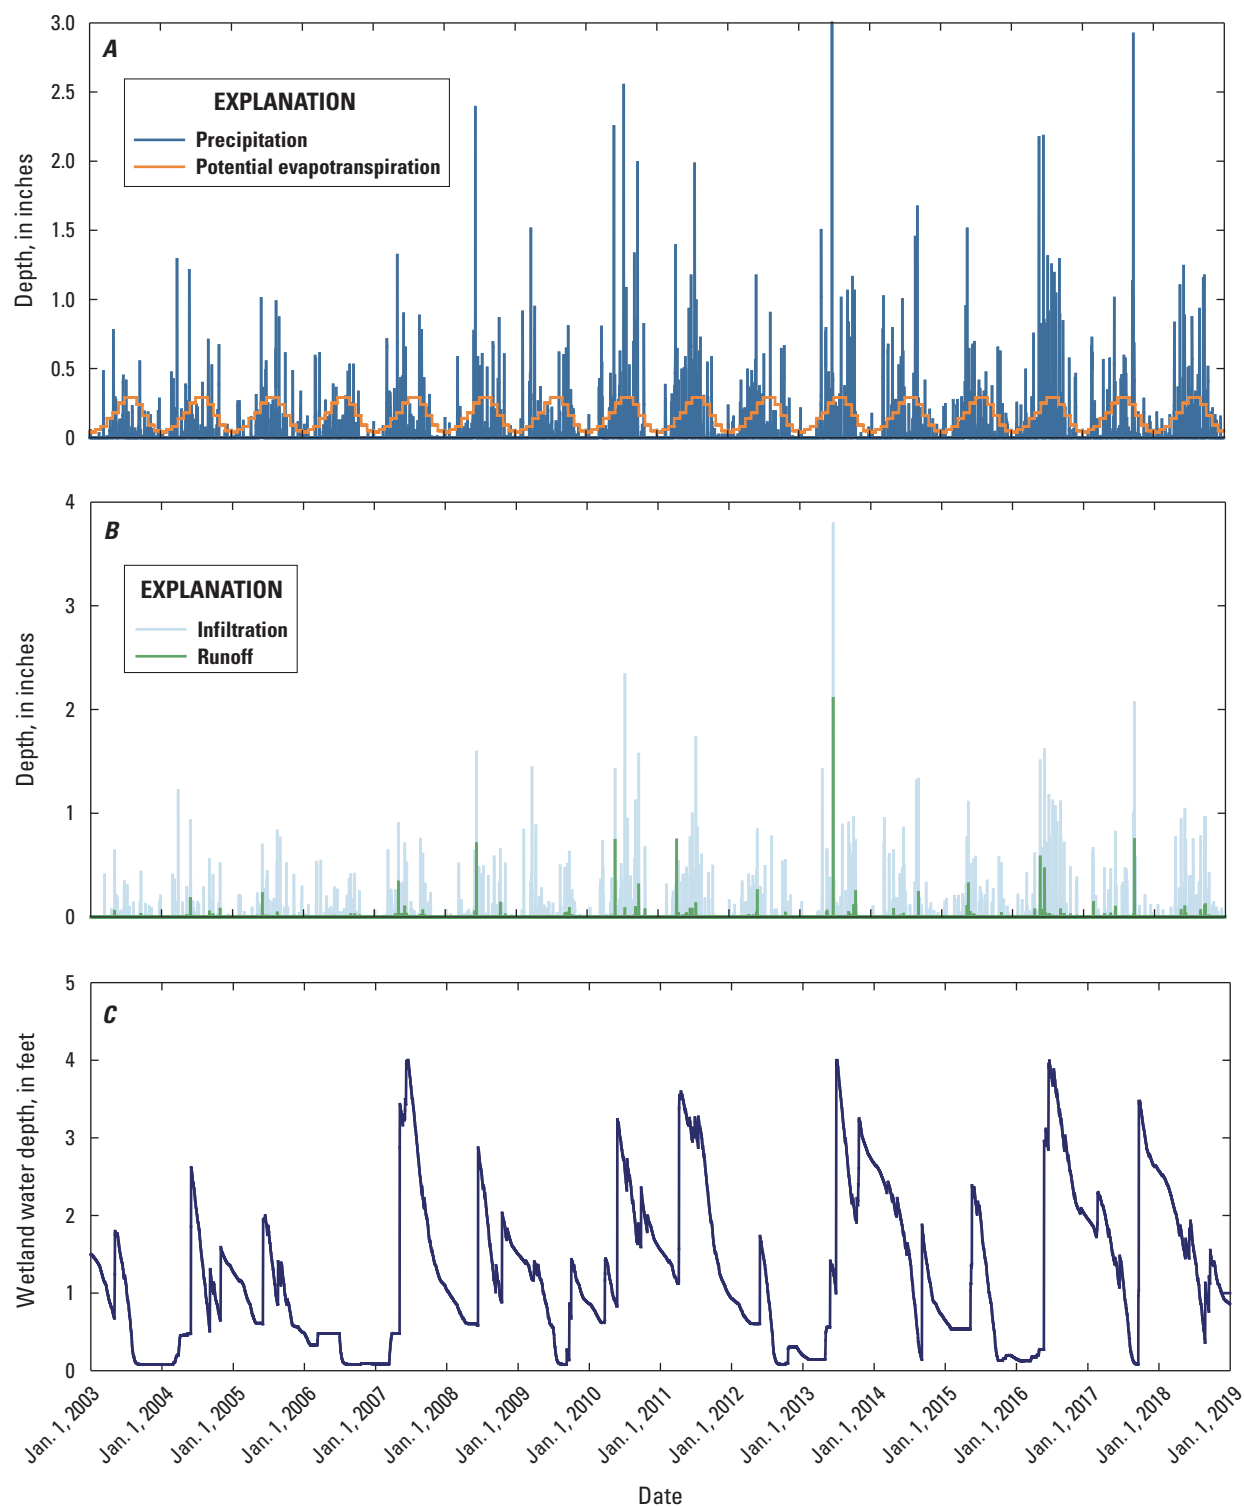 A
EXPLANATION
Precipitation
Potential evapotranspiration
Depth, in inches
3.0
2.5
2.0
1.5
1.0
0.5
0
B
EXPLANATION
Infiltration
Runoff
Depth, in inches
4
3
2
1
0
C
Wetland water depth, in feet
5
4
3
2
1
0
Jan. 1, 2003
Jan. 1, 2004
Jan. 1, 2005
Jan. 1, 2006
Jan. 1, 2007
Jan. 1, 2008
Jan. 1, 2009
Jan. 1, 2010
Jan. 1, 2011
Jan. 1, 2012
Jan. 1, 2013
Jan. 1, 2014
Jan. 1, 2015
Jan. 1, 2016
Jan. 1, 2017
Jan. 1, 2018
Jan. 1, 2019
Date